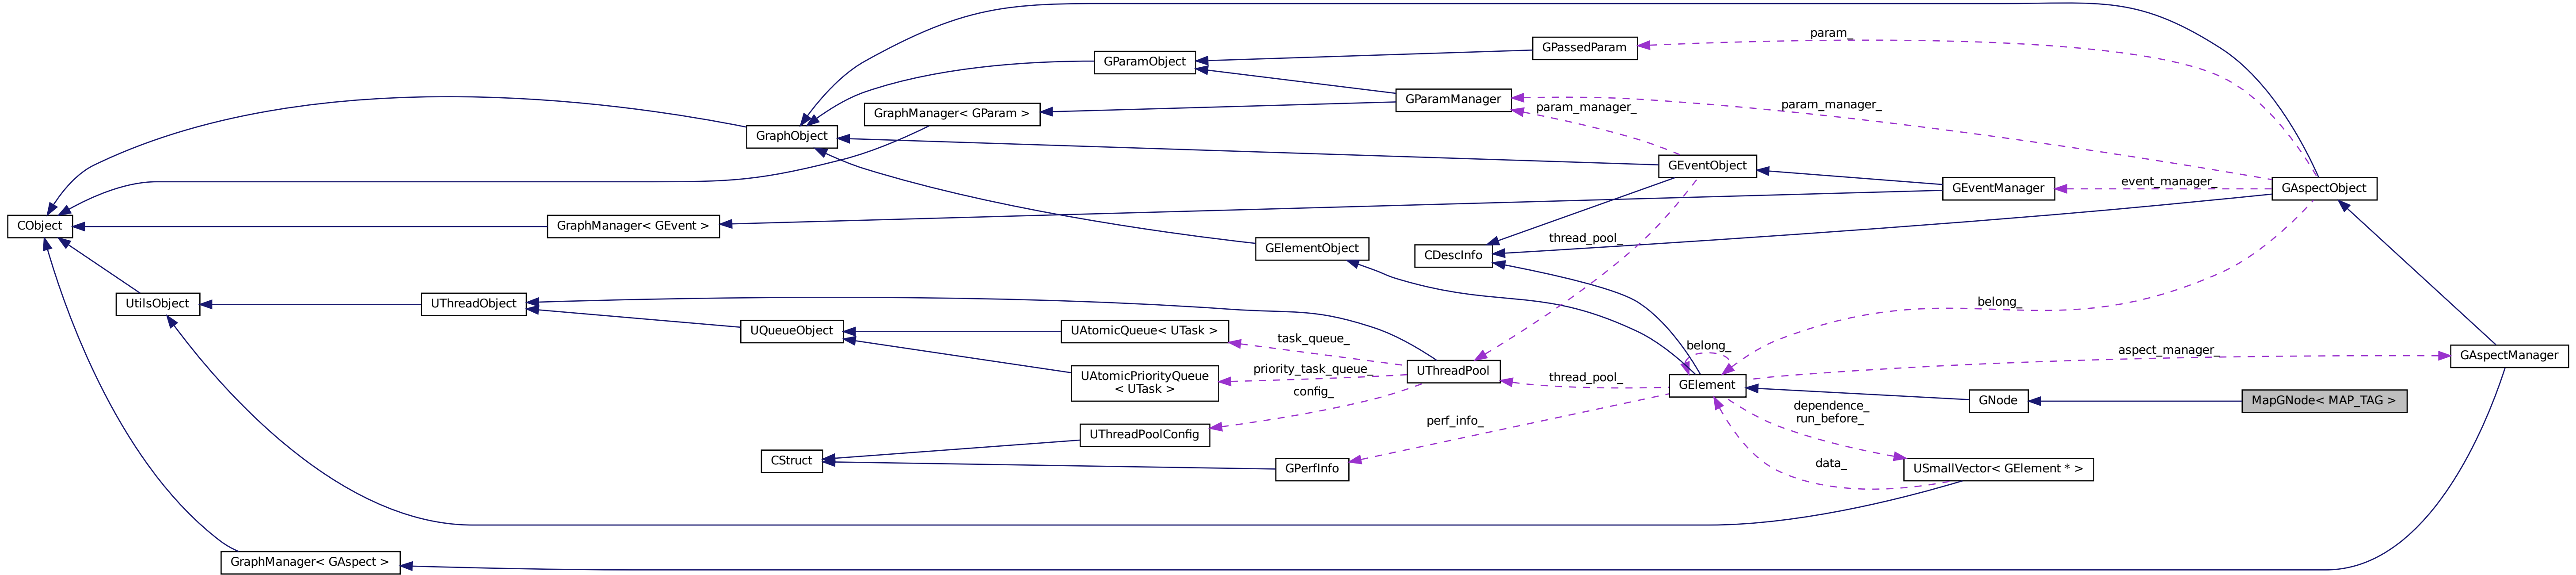 param_
GPassedParam
GParamObject
GParamManager
param_manager_
param_manager_
GraphManager< GParam >
GraphObject
GEventObject
GEventManager
event_manager_
GAspectObject
CObject
GraphManager< GEvent >
GElementObject
thread_pool_
CDescInfo
belong_
UtilsObject
UThreadObject
UQueueObject
UAtomicQueue< UTask >
task_queue_
belong_
aspect_manager_
GAspectManager
UAtomicPriorityQueue
< UTask >
priority_task_queue_
UThreadPool
thread_pool_
GElement
config_
GNode
MapGNode< MAP_TAG >
dependence_
run_before_
perf_info_
UThreadPoolConfig
CStruct
GPerfInfo
data_
USmallVector< GElement * >
GraphManager< GAspect >